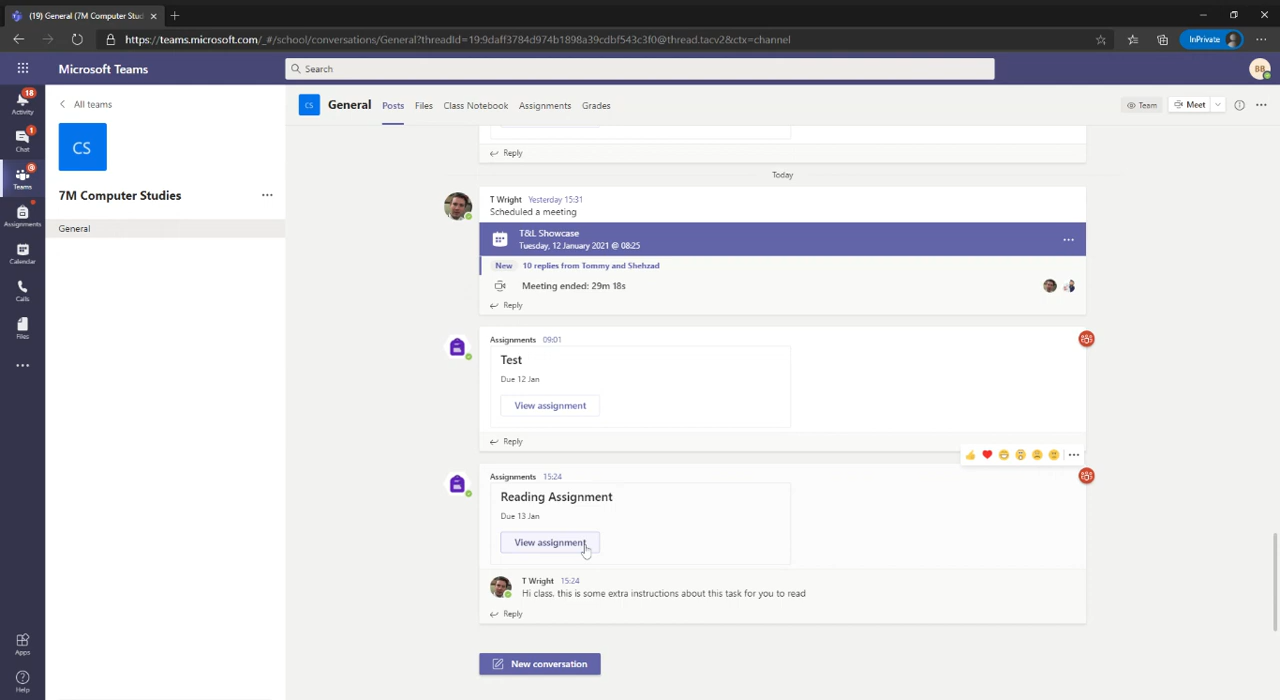 (19) General (7M Computer Stud
https://teams.microsoft.com/_#/school/conversations/General?threadId=19:9daff3784d974b1898a39cdbf543c3f0@thread.tacv2&ctx=channel
InPrivate
Microsoft Teams
Search
BB
18
Activity
All teams
CS
General
Posts
Files
Class Notebook
Assignments
Grades
Team
Meet
1
Chat
CS
Reply
Teams
Today
7M Computer Studies
T Wright Yesterday 15:31
Scheduled a meeting
Assignments
General
T&L Showcase
Tuesday, 12 January 2021 @ 08:25
Calendar
New 10 replies from Tommy and Shehzad
Meeting ended: 29m 18s
Calls
Reply
Files
Assignments 09:01
Test
Due 12 Jan
View assignment
Reply
Assignments 15:24
Reading Assignment
Due 13 Jan
View assignment
T Wright 15:24
Hi class, this is some extra instructions about this task for you to read
Reply
Apps
New conversation
Help